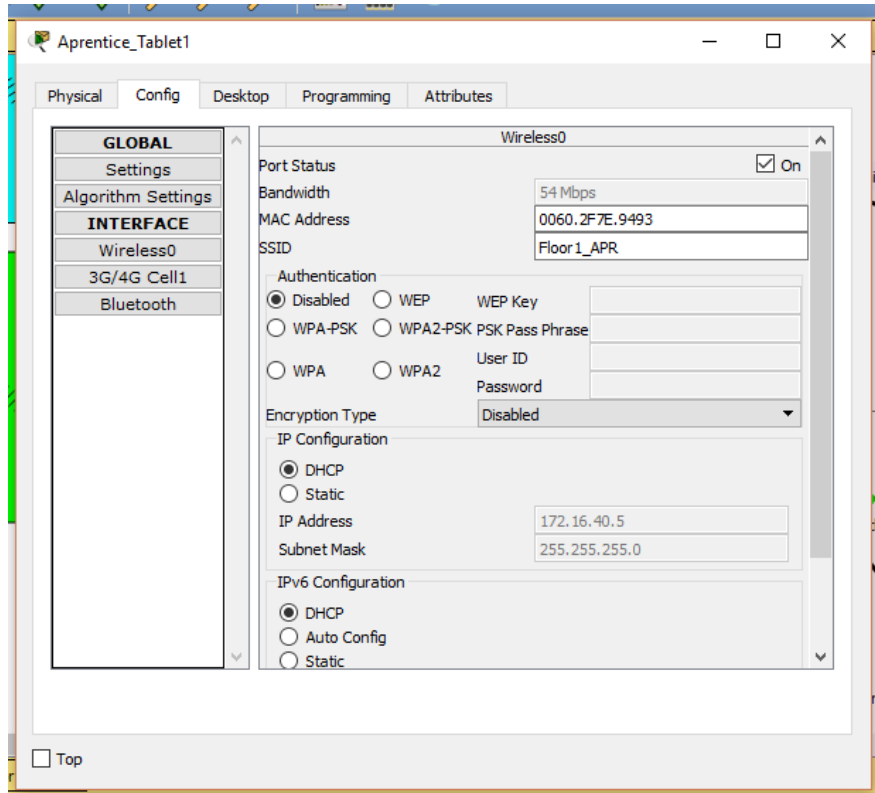 Aprentice_Tablet1
Physical Config Desktop Programming Attributes
GLOBAL
Settings
Algorithm Settings
INTERFACE
Wireless0
3G/4G Cell1
Bluetooth
Wireless0
Port Status On
Bandwidth 54 Mbps
MAC Address 0060.2F7E.9493
SSID Floor1_APR
Authentication
Disabled WEP WEP Key
WPA-PSK WPA2-PSK PSK Pass Phrase
WPA WPA2 User ID
Password
Encryption Type Disabled
IP Configuration
DHCP
Static
IP Address 172.16.40.5
Subnet Mask 255.255.255.0
IPv6 Configuration
DHCP
Auto Config
Static
Top